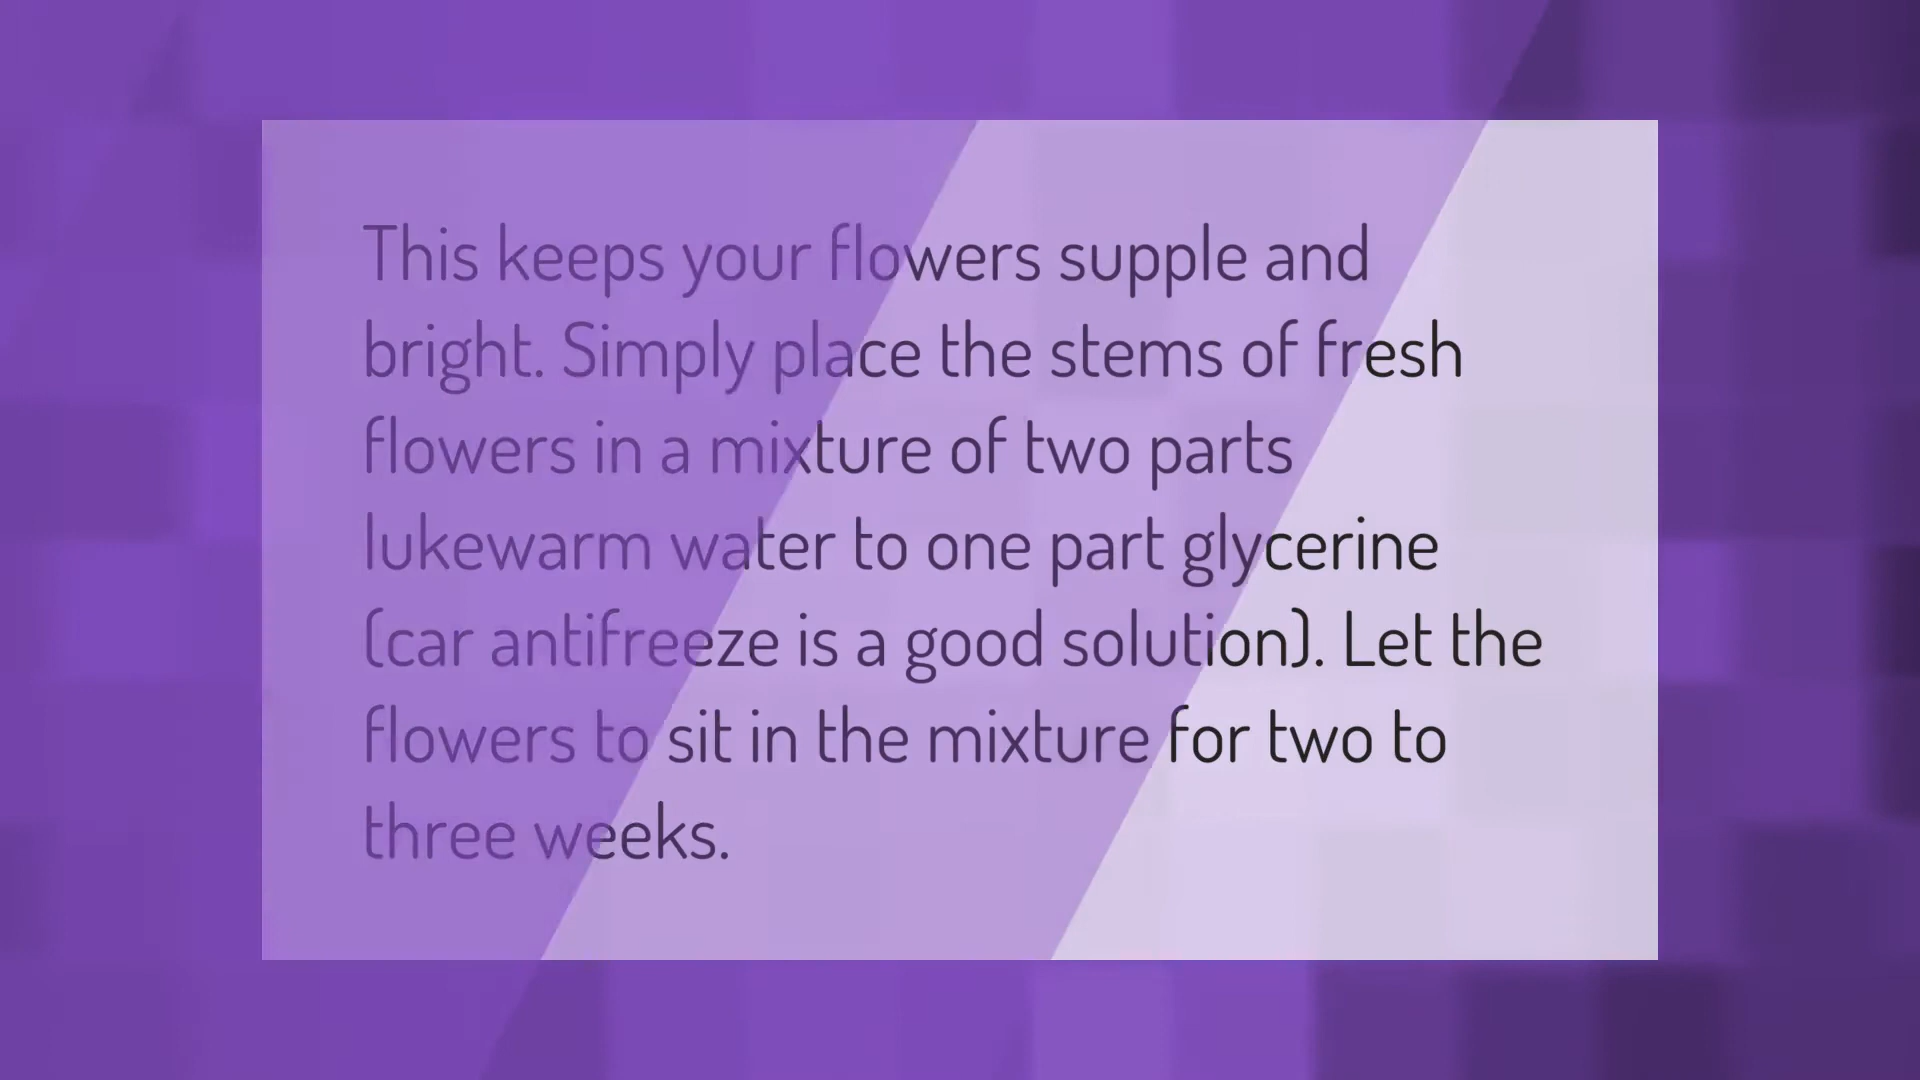 This keeps your flowers supple and
bright. Simply place the stems of fresh
flowers in a mixture of two parts
lukewarm water to one part glycerine
(car antifreeze is a good solution). Let the
flowers to sit in the mixture for two to
three weeks.